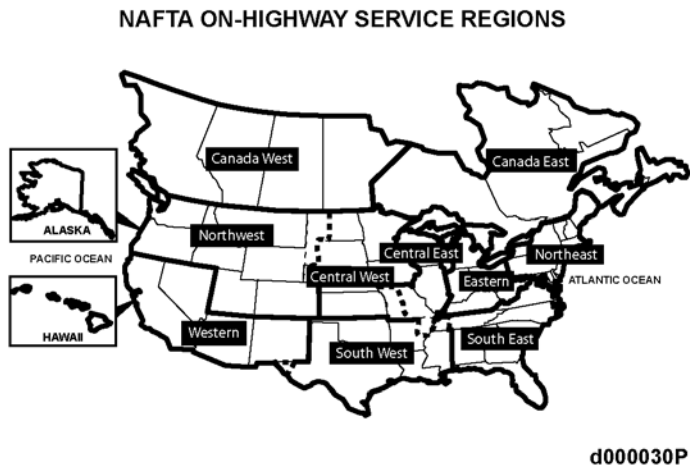 NAFTA ON-HIGHWAY SERVICE REGIONS
Canada West
Canada East
ALASKA
Northwest
Central East
Northeast
PACIFIC OCEAN
Central West
Eastern
ATLANTIC OCEAN
HAWAII
Western
South West
South East
d000030P